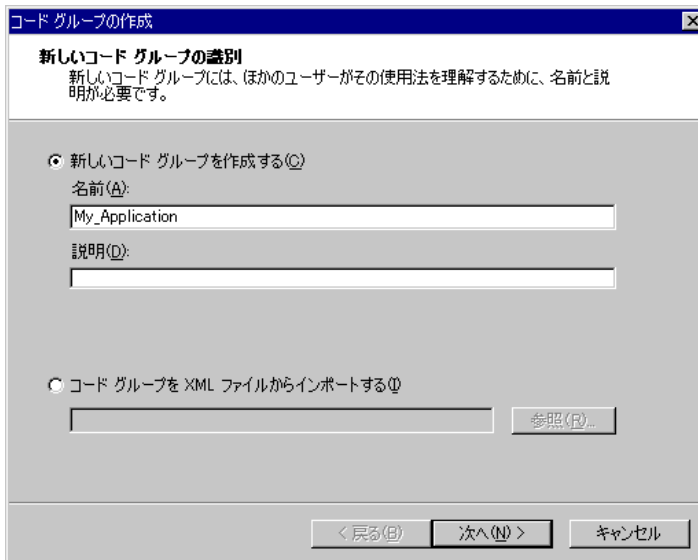 コード グループの作成
新しいコード グループの識別
新しいコード グループには、ほかのユーザーがその使用法を理解するために、名前と説
明が必要です。
新しいコード グループを作成する(C)
名前(A):
My_Application
説明(D):
コード グループを XML ファイルからインポートする(I)
参照(R)...
< 戻る(B)
次へ(N) >
キャンセル